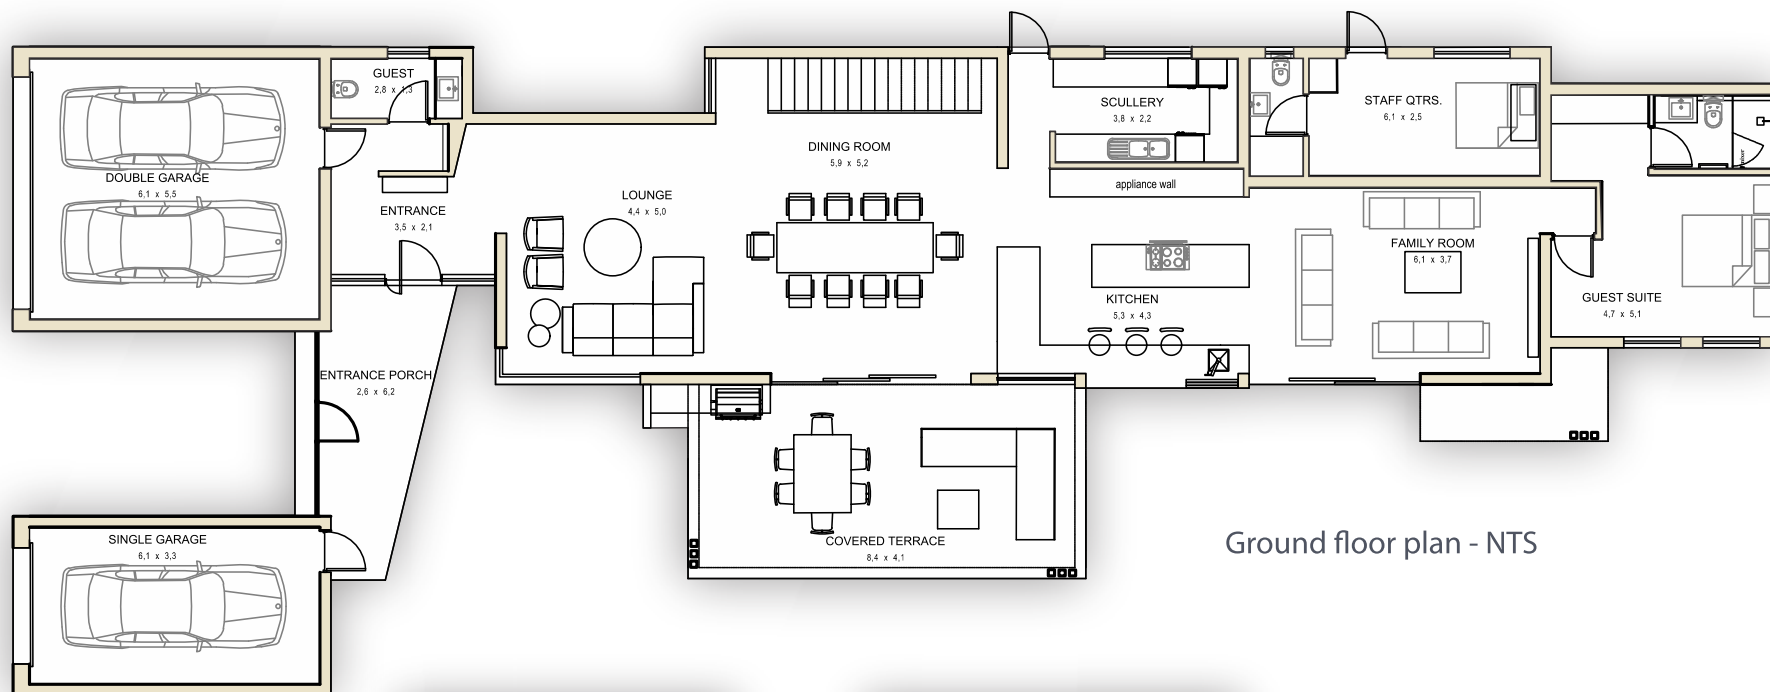 GUEST
2,8 x 1,3
DOUBLE GARAGE
6,1 x 5,5
ENTRANCE
3,5 x 2,1
LOUNGE
4,4 x 5,0
DINING ROOM
5,9 x 5,2
SCULLERY
3,8 x 2,2
appliance wall
STAFF QTRS.
6,1 x 2,5
FAMILY ROOM
6,1 x 3,7
KITCHEN
5,3 x 4,3
GUEST SUITE
4,7 x 5,1
ENTRANCE PORCH
2,6 x 6,2
COVERED TERRACE
8,4 x 4,1
SINGLE GARAGE
6,1 x 3,3
Ground floor plan - NTS